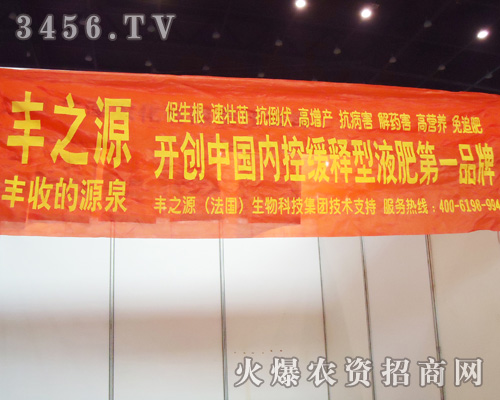 3456.TV
丰之源
丰收的源泉
促生根 速壮苗 抗倒伏 高增产 抗病害 解药害 高营养 免追肥
开创中国内控缓释型液肥第一品牌
丰之源（法国）生物科技集团技术支持 服务热线：400-6198-994
火爆农资招商网